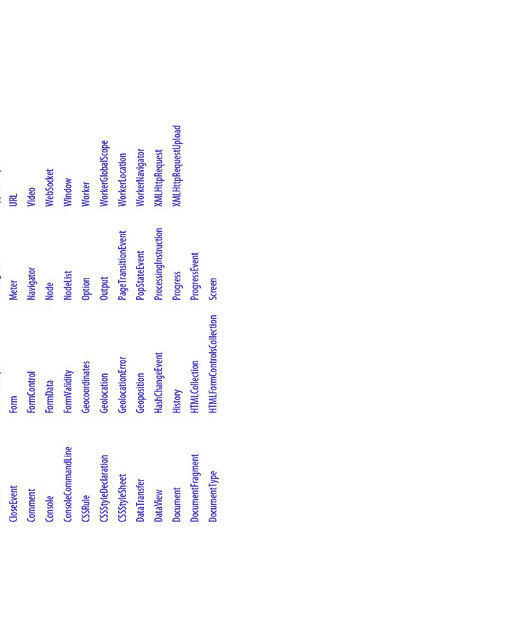 CloseEvent
Comment
Console
ConsoleCommandLine
CSSRule
CSSStyleDeclaration
CSSStyleSheet
DataTransfer
DataView
Document
DocumentFragment
DocumentType
Form
FormControl
FormData
FormValidity
Geocoordinates
Geolocation
GeolocationError
Geoposition
HashChangeEvent
History
HTMLCollection
HTMLFormControlsCollection
Meter
Navigator
Node
NodeList
Option
Output
PageTransitionEvent
PopStateEvent
ProcessingInstruction
Progress
ProgressEvent
Screen
URL
Video
WebSocket
Window
Worker
WorkerGlobalScope
WorkerLocation
WorkerNavigator
XMLHttpRequest
XMLHttpRequestUpload